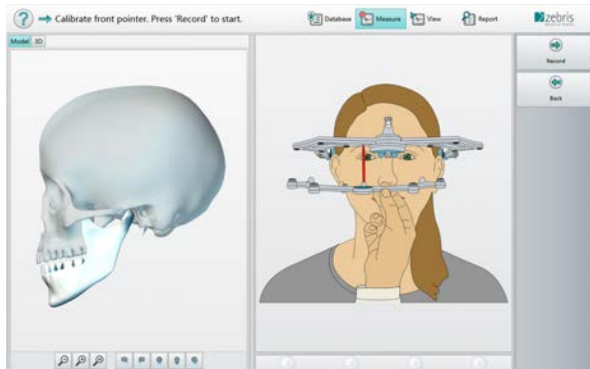 ? Calibrate front pointer. Press 'Record' to start.
Database
Measure
View
Report
zebris
Model 3D
Record
Back